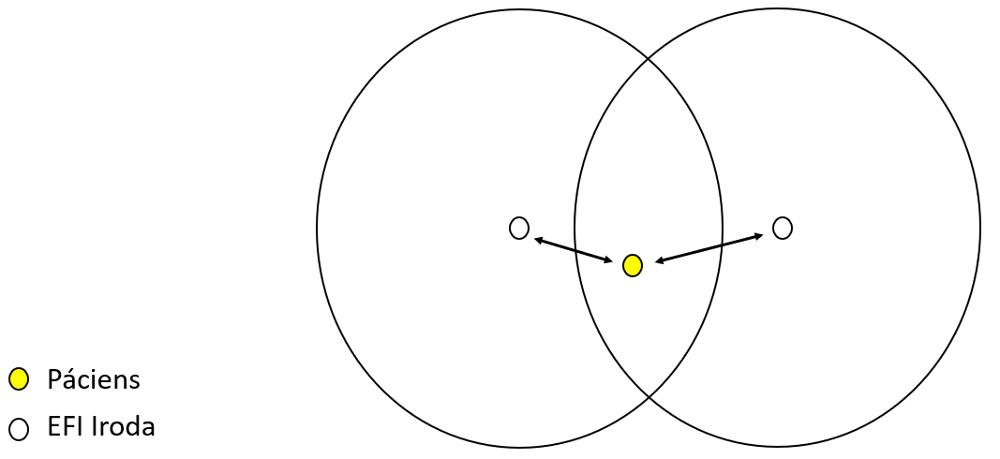 Páciens
EFI Iroda